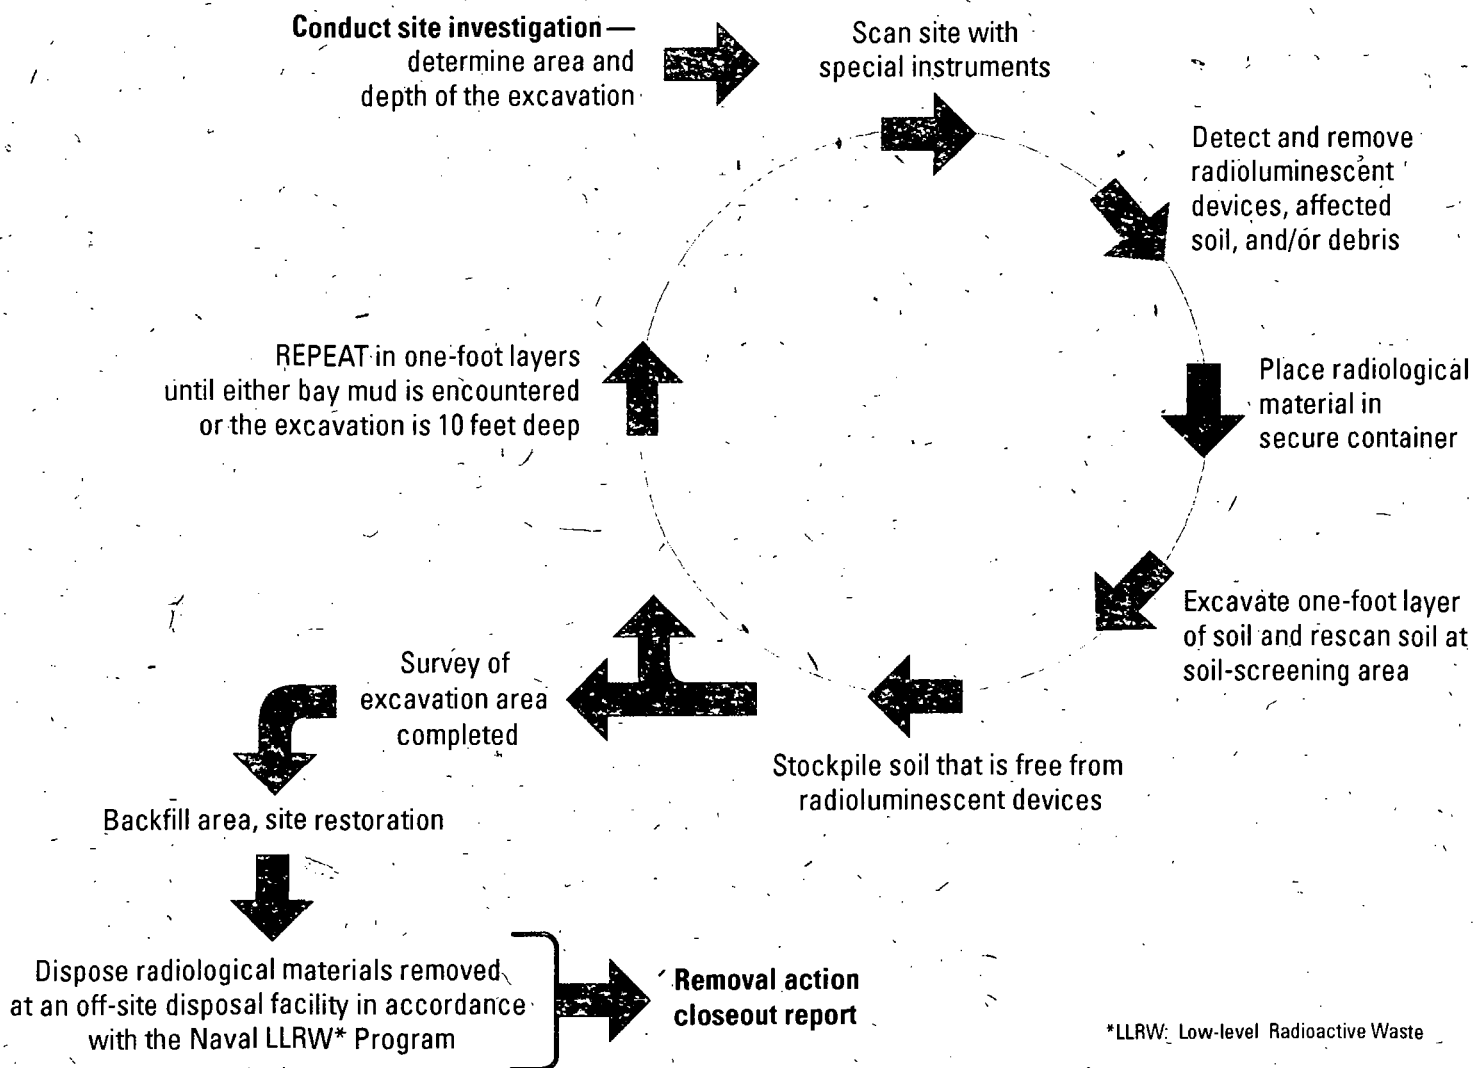 Conduct site investigation —
determine area and
depth of the excavation
Scan site with
special instruments
Detect and remove
radioluminescent
devices, affected
soil, and/or debris
Place radiological
material in
secure container
Excavate one-foot layer
of soil and rescan soil at
soil-screening area
Stockpile soil that is free from
radioluminescent devices
REPEAT in one-foot layers
until either bay mud is encountered
or the excavation is 10 feet deep
Survey of
excavation area
completed
Backfill area, site restoration
Dispose radiological materials removed
at an off-site disposal facility in accordance
with the Naval LLRW* Program
Removal action
closeout report
*LLRW: Low-level Radioactive Waste